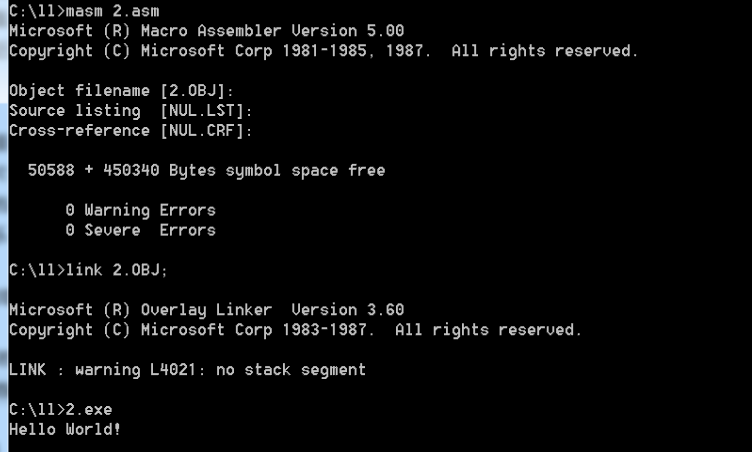 C:\ll>masm 2.asm
Microsoft (R) Macro Assembler Version 5.00
Copyright (C) Microsoft Corp 1981-1985, 1987.  All rights reserved.
Object filename [2.OBJ]:
Source listing  [NUL.LST]:
Cross-reference [NUL.CRF]:
  50588 + 450340 Bytes symbol space free
      0 Warning Errors
      0 Severe  Errors
C:\ll>link 2.OBJ;
Microsoft (R) Overlay Linker  Version 3.60
Copyright (C) Microsoft Corp 1983-1987.  All rights reserved.
LINK : warning L4021: no stack segment
C:\ll>2.exe
Hello World!